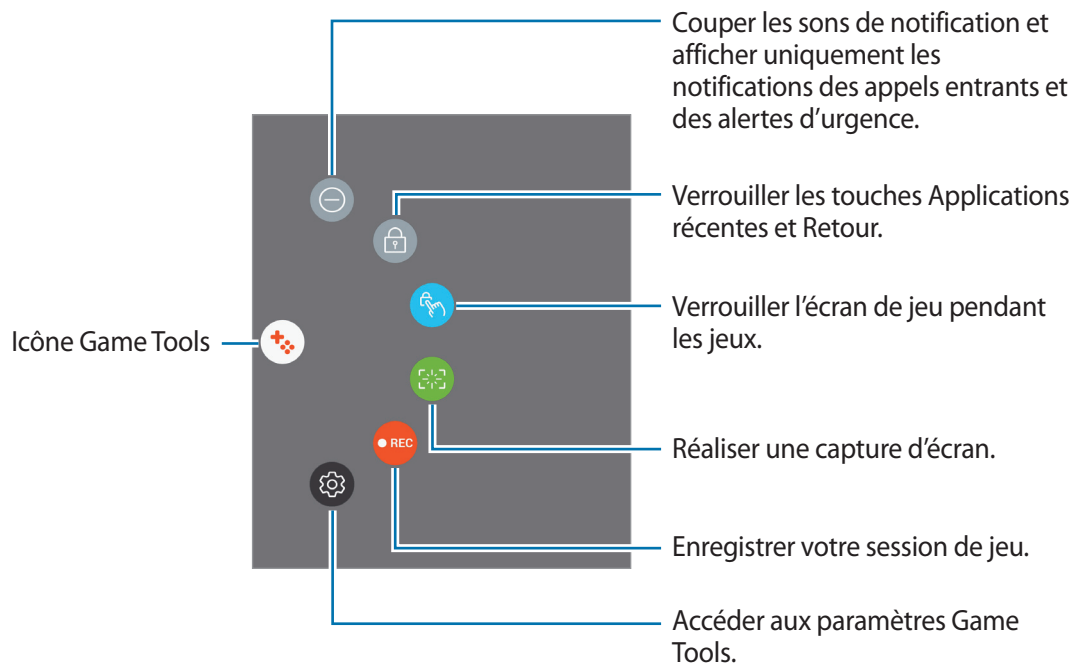 Couper les sons de notification et
afficher uniquement les
notifications des appels entrants et
des alertes d’urgence.
Verrouiller les touches Applications
récentes et Retour.
Verrouiller l’écran de jeu pendant
les jeux.
Icône Game Tools
Réaliser une capture d’écran.
REC
Enregistrer votre session de jeu.
Accéder aux paramètres Game
Tools.